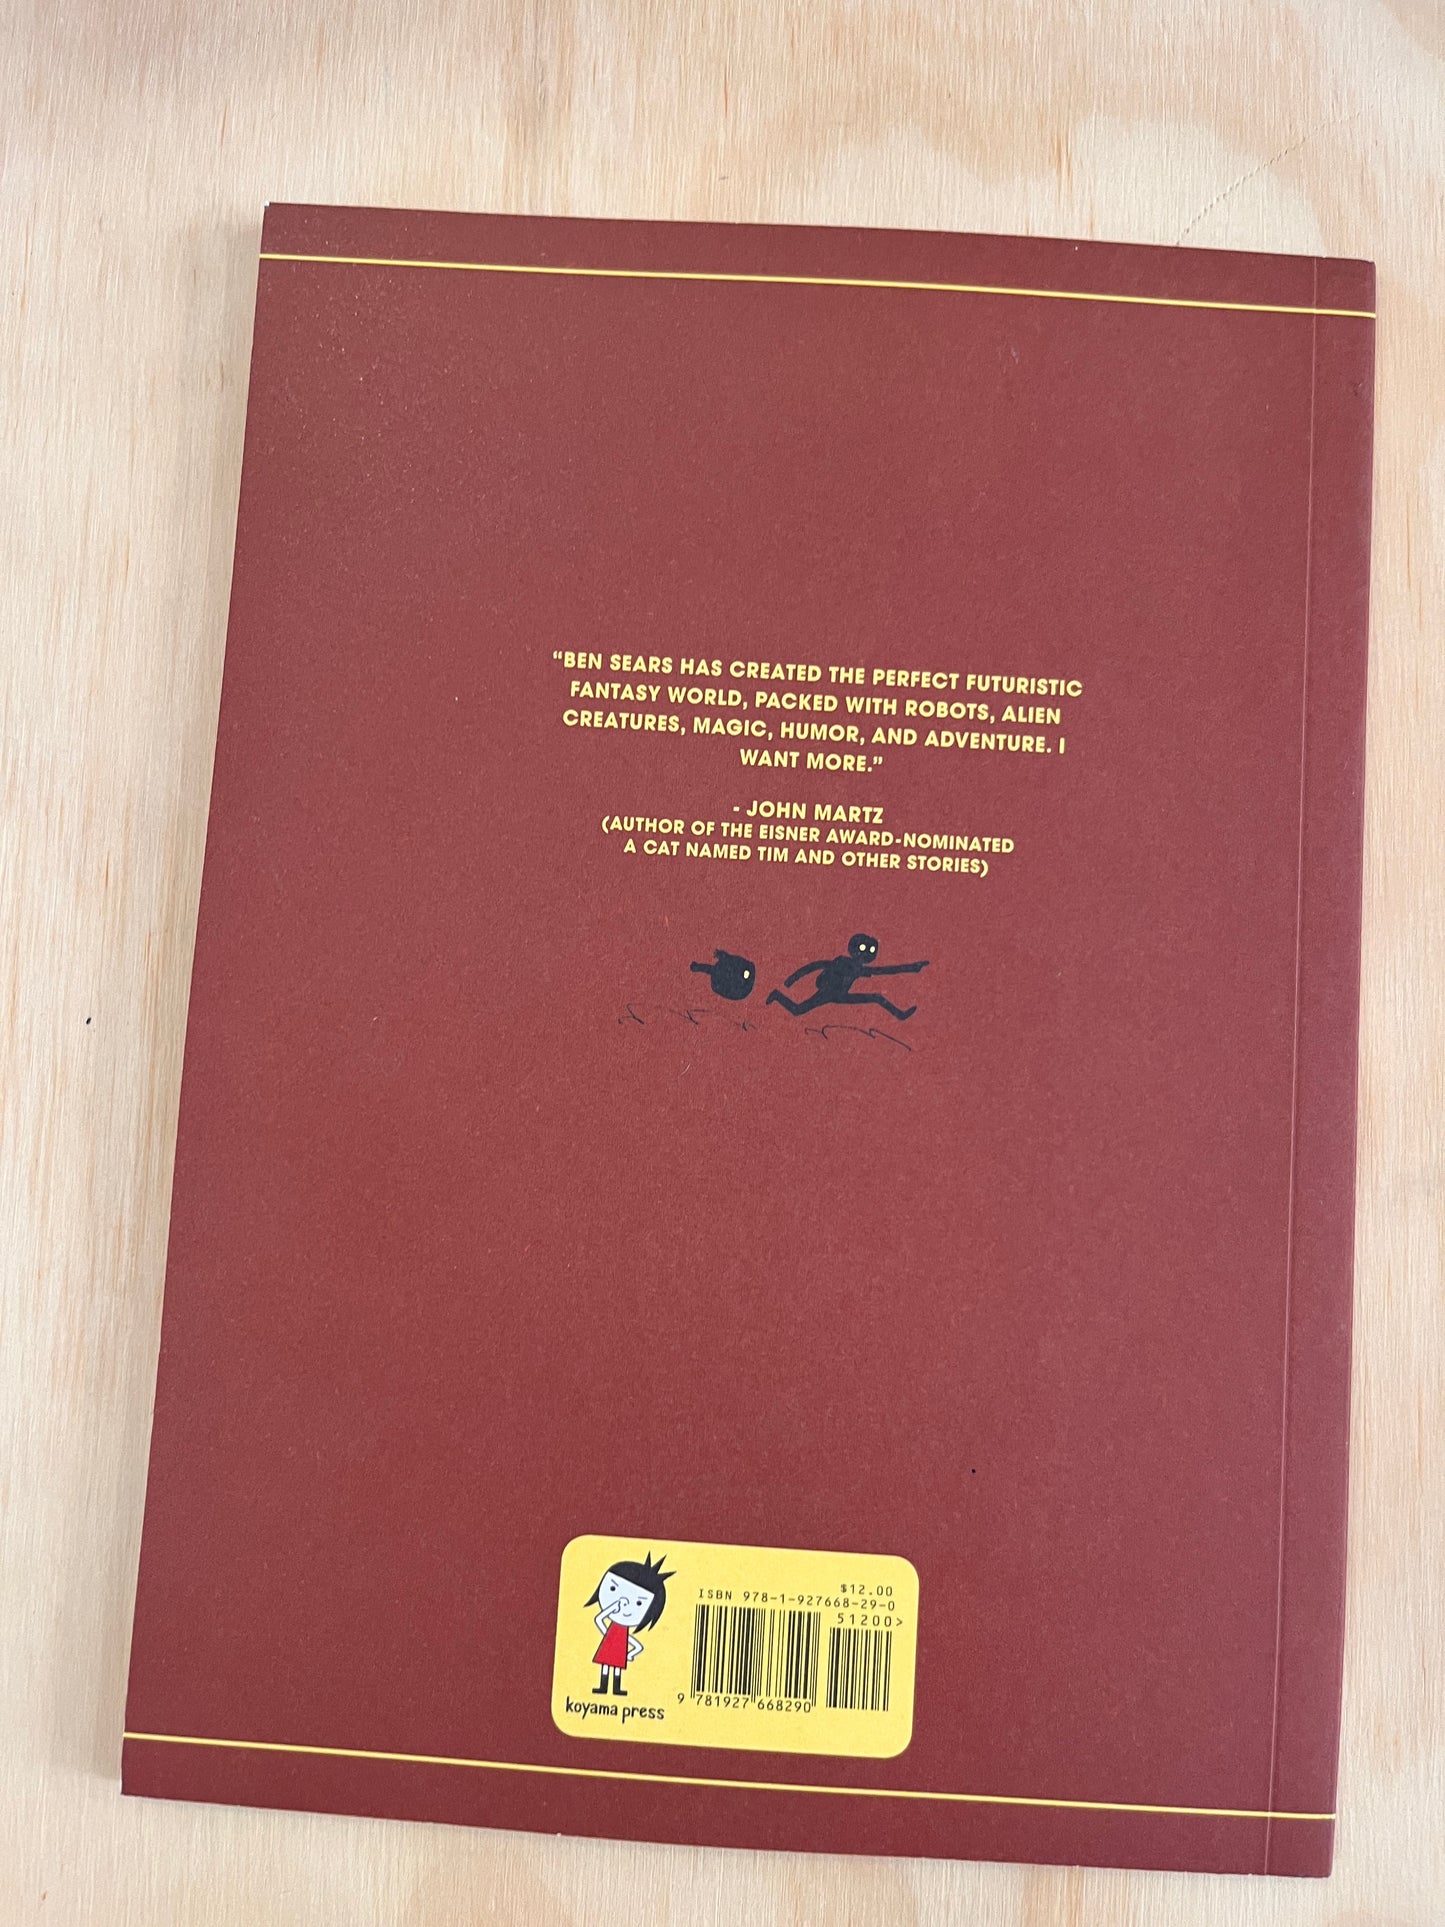 “BEN SEARS HAS CREATED THE PERFECT FUTURISTIC
FANTASY WORLD, PACKED WITH ROBOTS, ALIEN
CREATURES, MAGIC, HUMOR, AND ADVENTURE. I
WANT MORE.”
- JOHN MARTZ
(AUTHOR OF THE EISNER AWARD-NOMINATED
A CAT NAMED TIM AND OTHER STORIES)
$12.00
ISBN 978-1-927668-29-0
51200>
9 781927 668290
koyama press